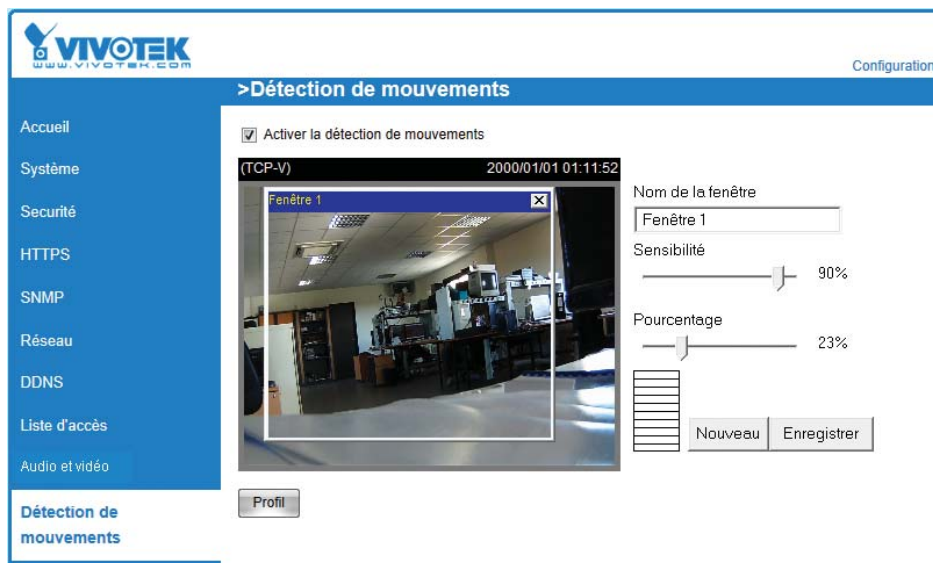 VIVOTEK
WWW.VIVOTEK.COM
Configuration
>Détection de mouvements
Accueil
Système
Securité
HTTPS
SNMP
Réseau
DDNS
Liste d'accès
Audio et vidéo
Détection de
mouvements
Activer la détection de mouvements
(TCP-V) 2000/01/01 01:11:52
Fenêtre 1
Nom de la fenêtre
Fenêtre 1
Sensibilité
90%
Pourcentage
23%
Nouveau
Enregistrer
Profil